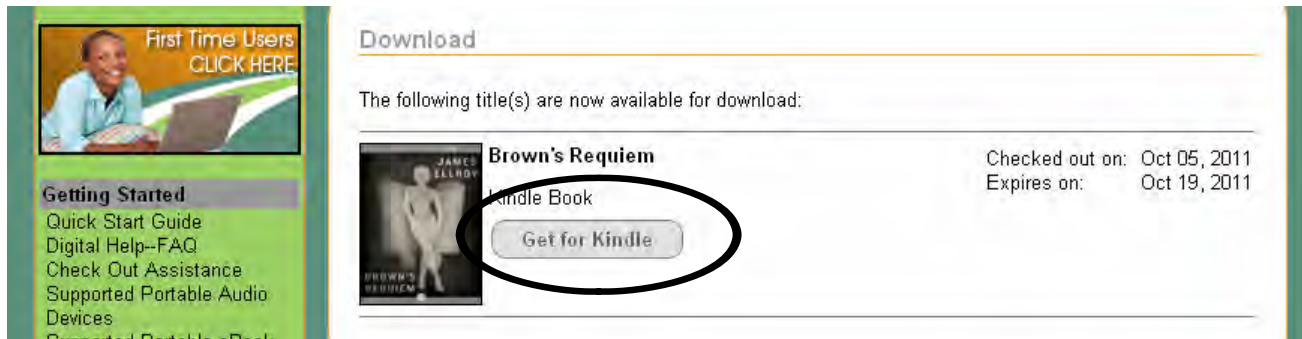 First Time Users
CLICK HERE
Getting Started
Quick Start Guide
Digital Help--FAQ
Check Out Assistance
Supported Portable Audio
Devices
Download
The following title(s) are now available for download:
JAMES
ELLROY
BROWN'S
REQUIEM
Brown's Requiem
Kindle Book
Get for Kindle
Checked out on: Oct 05, 2011
Expires on: Oct 19, 2011